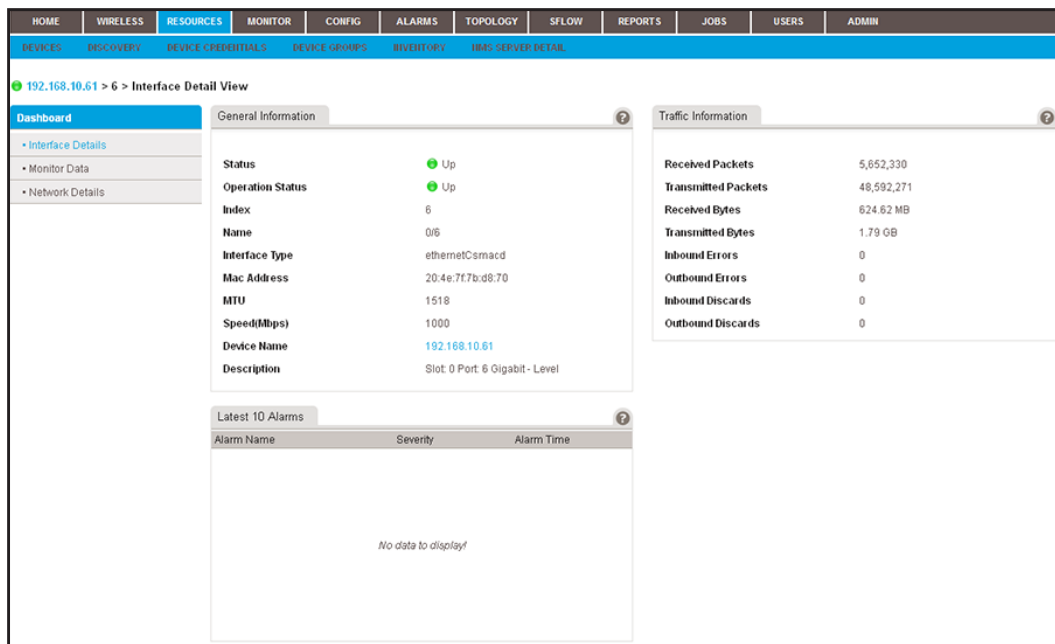 HOME WIRELESS RESOURCES MONITOR CONFIG ALARMS TOPOLOGY SFLOW REPORTS JOBS USERS ADMIN
DEVICES DISCOVERY DEVICE CREDENTIALS DEVICE GROUPS INVENTORY NMS SERVER DETAIL
192.168.10.61 > 6 > Interface Detail View
Dashboard
• Interface Details
• Monitor Data
• Network Details
General Information ?
Status Up
Operation Status Up
Index 6
Name 0/6
Interface Type ethernetCsmacd
Mac Address 20:4e:7f:7b:d8:70
MTU 1518
Speed(Mbps) 1000
Device Name 192.168.10.61
Description Slot: 0 Port: 6 Gigabit - Level
Latest 10 Alarms ?
Alarm Name Severity Alarm Time
No data to display!
Traffic Information ?
Received Packets 5,652,330
Transmitted Packets 48,592,271
Received Bytes 624.62 MB
Transmitted Bytes 1.79 GB
Inbound Errors 0
Outbound Errors 0
Inbound Discards 0
Outbound Discards 0